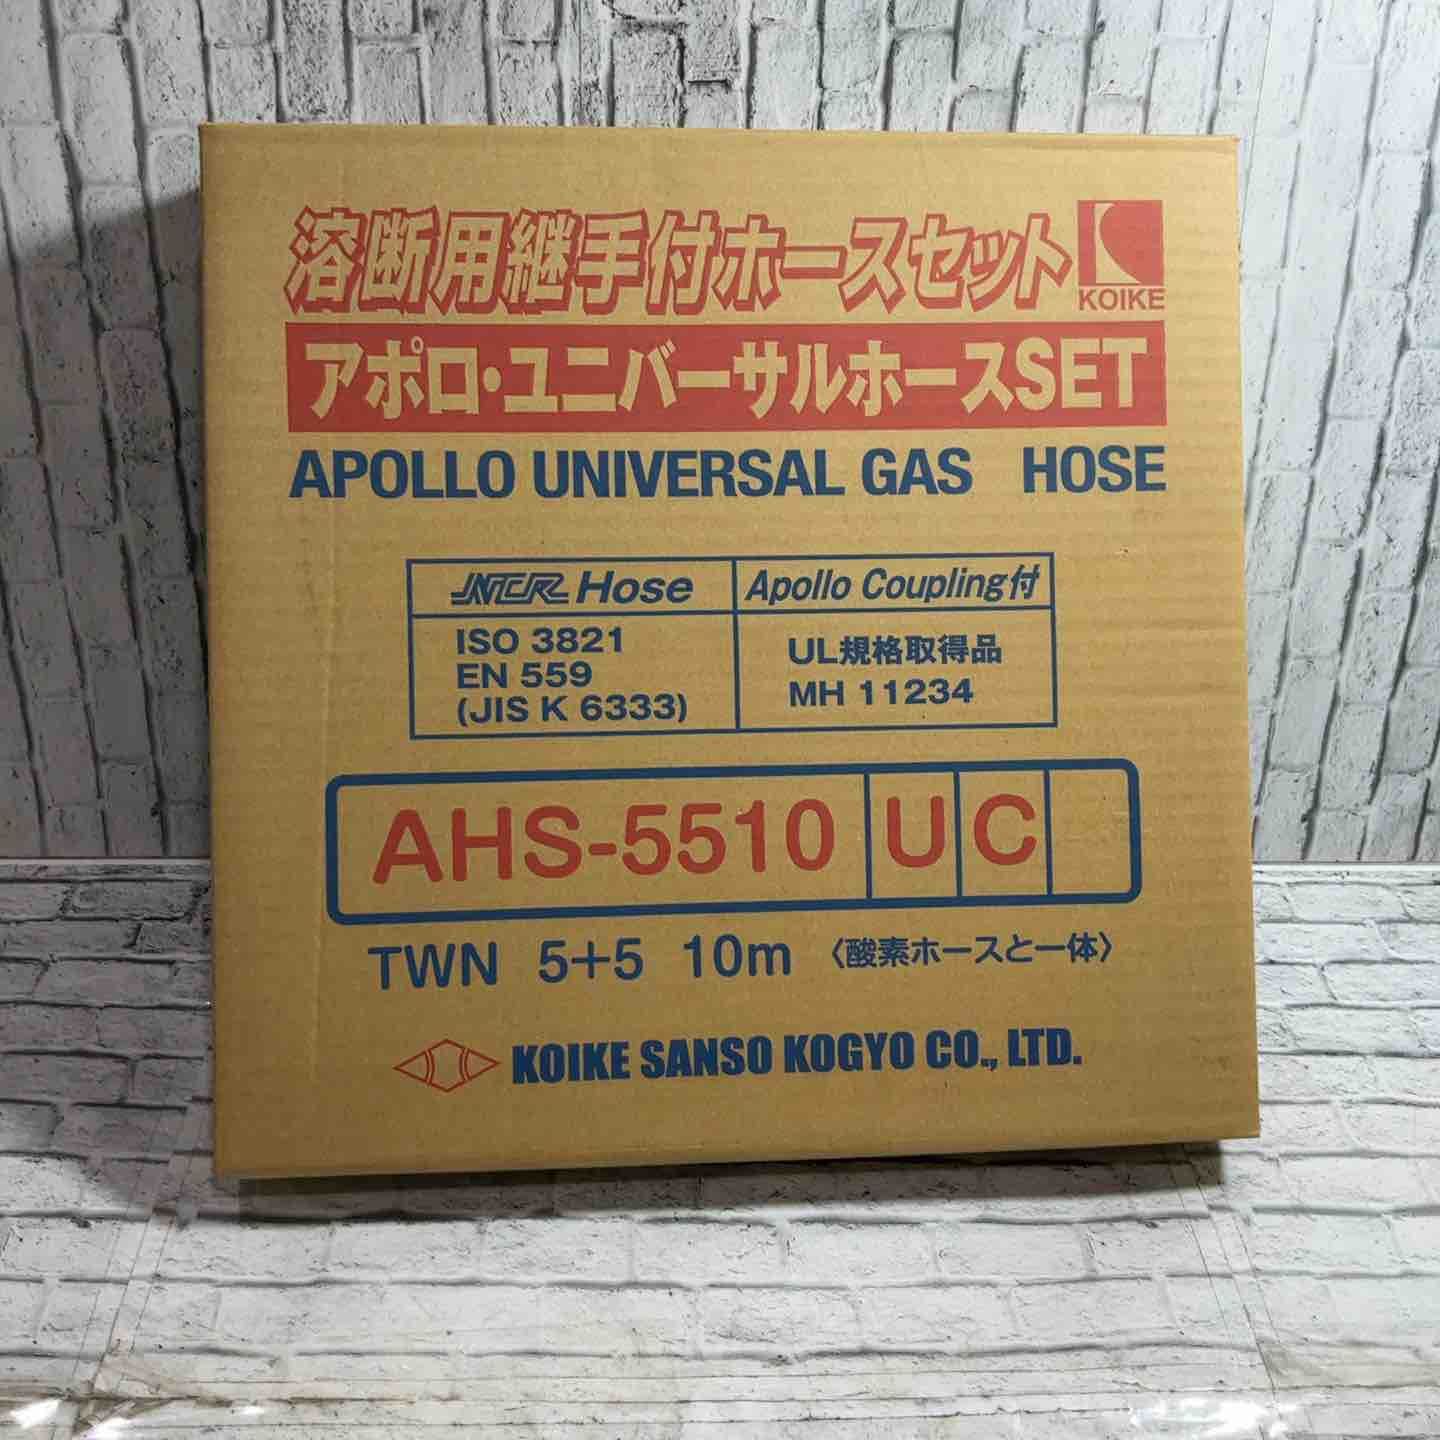 溶断用継手付ホースセット
KOIKE
アポロ・ユニバーサルホースSET
APOLLO UNIVERSAL GAS HOSE
NCR Hose
Apollo Coupling付
ISO 3821
EN 559
(JIS K 6333)
UL規格取得品
MH 11234
AHS-5510 U C
TWN 5+5 10m 〈酸素ホースと一体〉
KOIKE SANSO KOGYO CO., LTD.